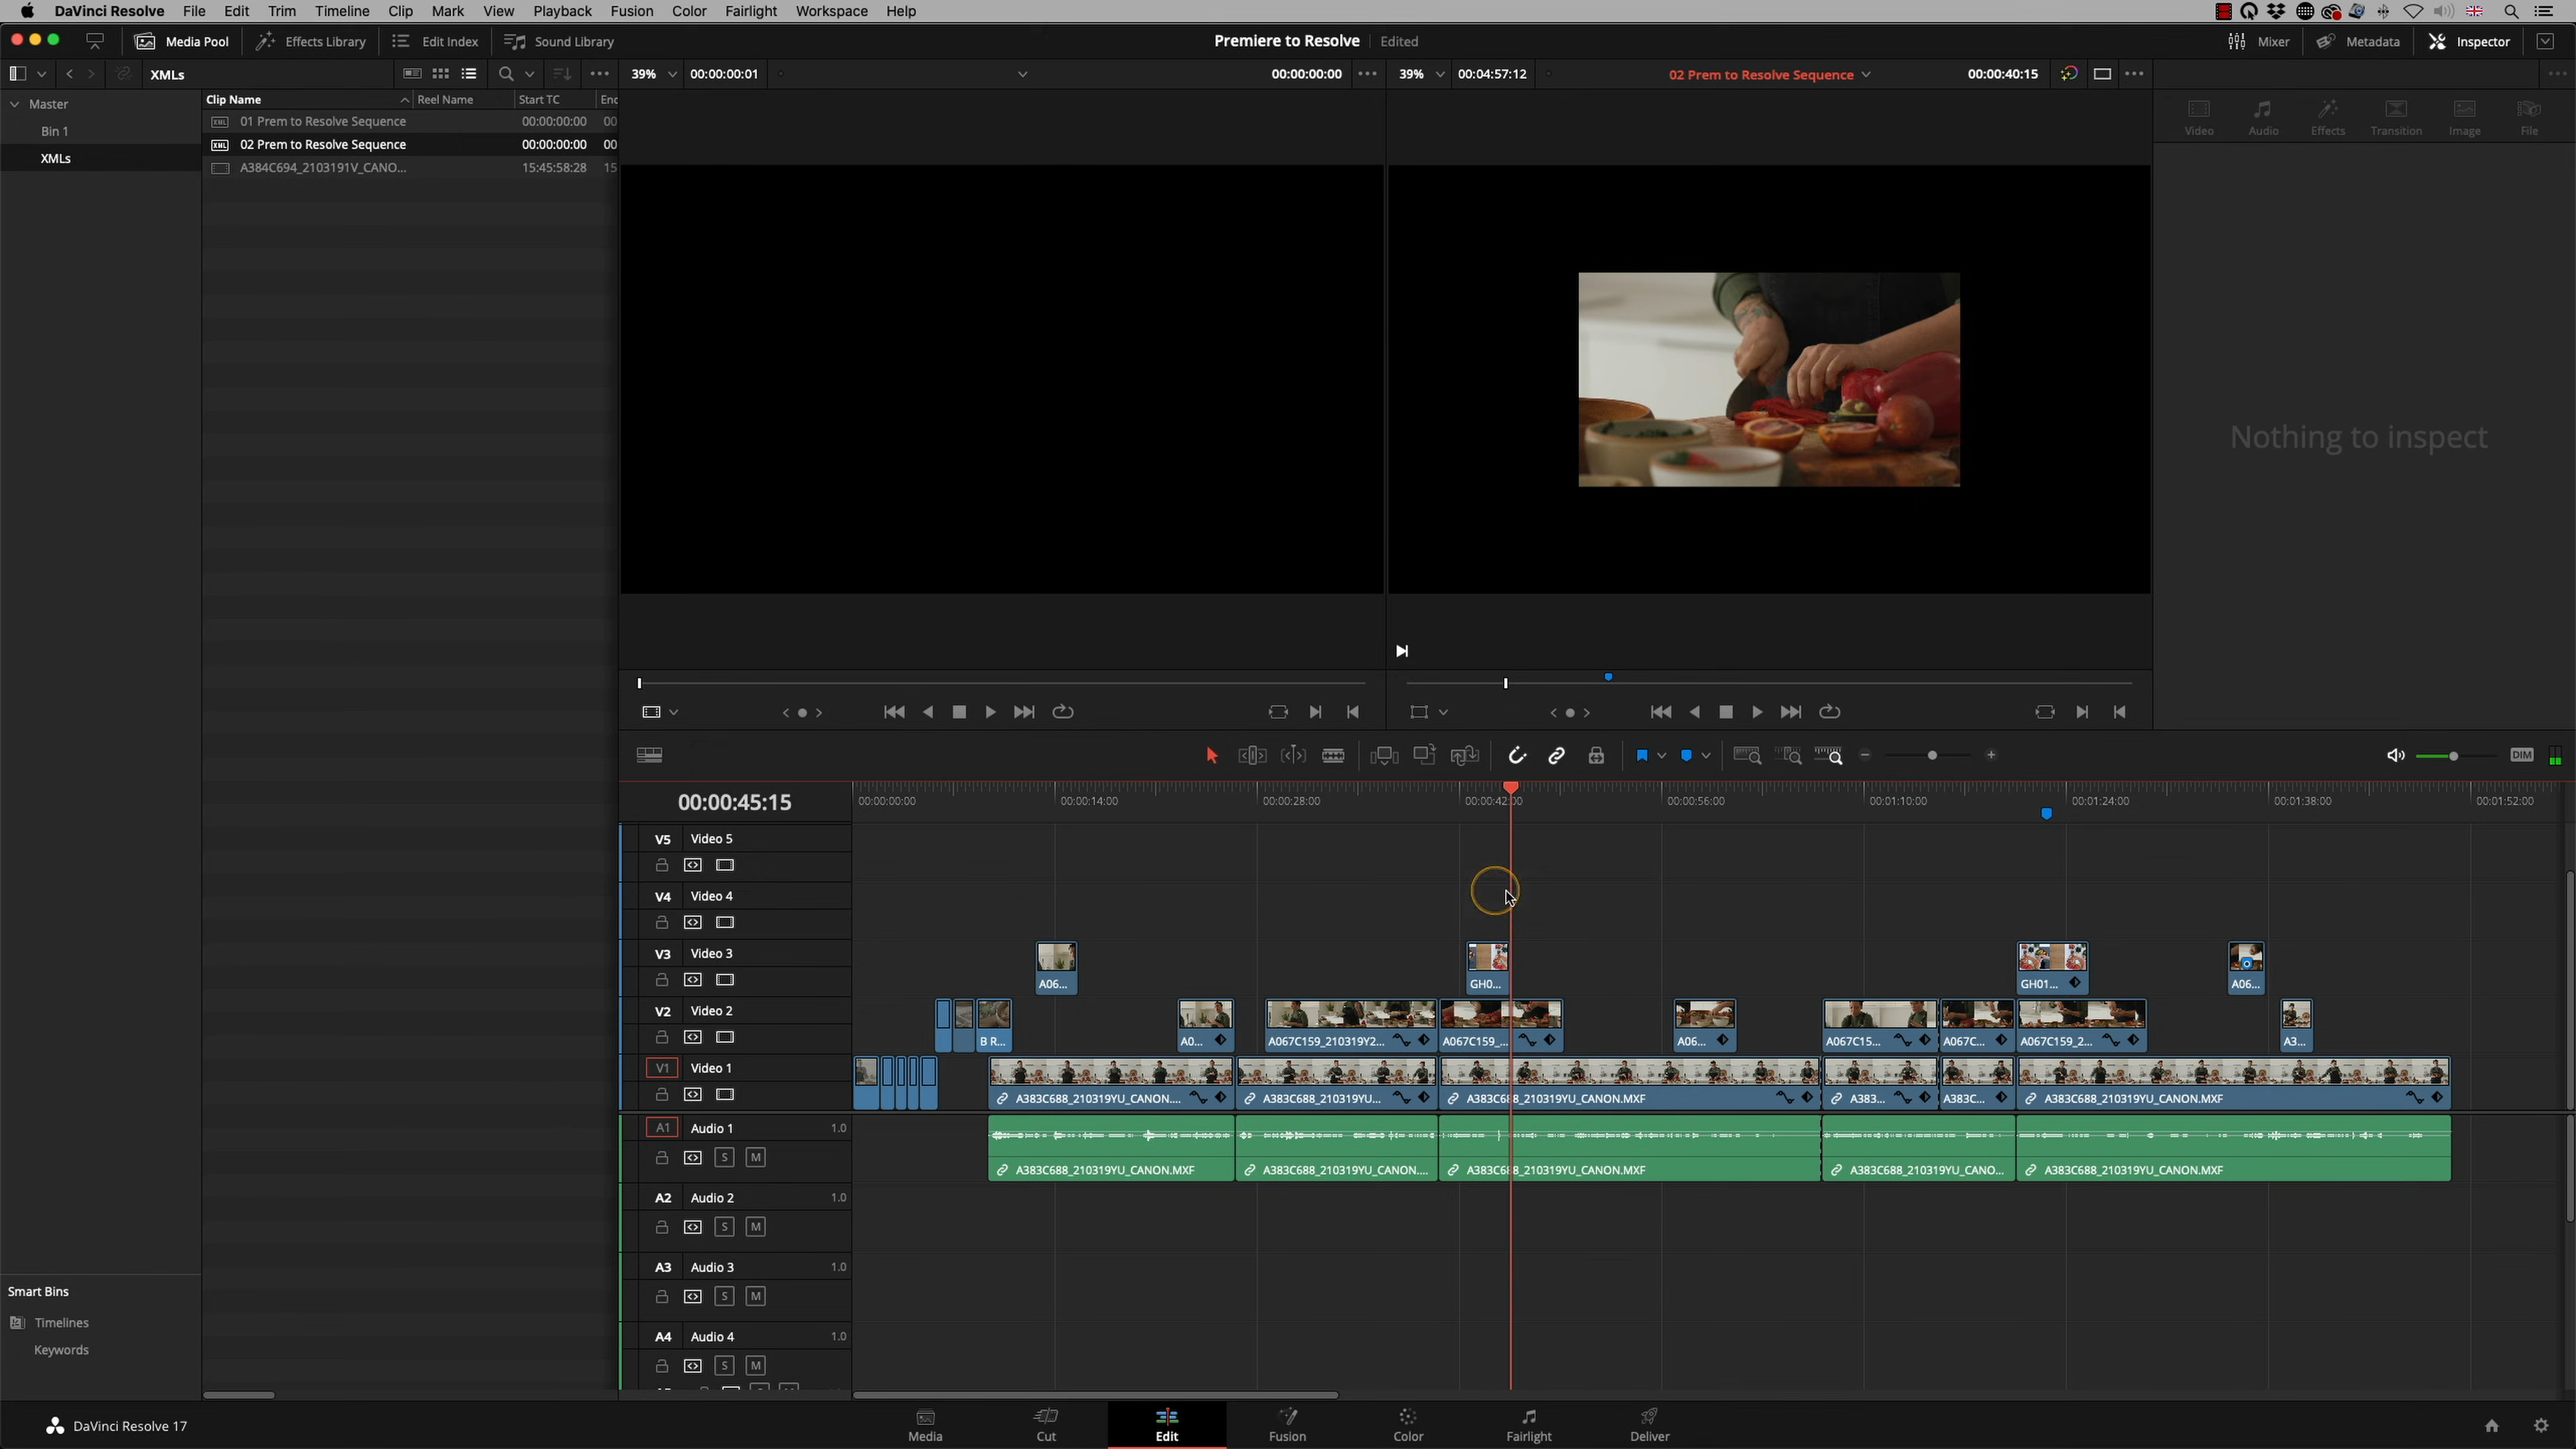 DaVinci Resolve File Edit Trim Timeline Clip Mark View Playback Fusion Color Fairlight Workspace Help
Media Pool Effects Library Edit Index Sound Library Premiere to Resolve Edited Mixer Metadata Inspector
XMLs 39% 00:00:00:01 00:00:00:00 39% 00:04:57:12 02 Prem to Resolve Sequence 00:00:40:15
Master
Bin 1
XMLs
Clip Name Reel Name Start TC Enc
01 Prem to Resolve Sequence 00:00:00:00 00
02 Prem to Resolve Sequence 00:00:00:00 00
A384C694_2103191V_CANO... 15:45:58:28 15
Video Audio Effects Transition Image File
Nothing to inspect
DIM
00:00:45:15 00:00:00:00 00:00:14:00 00:00:28:00 00:00:42:00 00:00:56:00 00:01:10:00 00:01:24:00 00:01:38:00 00:01:52:00
V5 Video 5
V4 Video 4
V3 Video 3
A06... GH0... GH01... A06...
V2 Video 2
B R... A0... A067C159_210319Y2... A067C159_... A06... A067C15... A067C... A067C159_2... A3...
V1 Video 1
A383C688_210319YU_CANON.... A383C688_210319YU... A383C688_210319YU_CANON.MXF A383... A383C... A383C688_210319YU_CANON.MXF
A1 Audio 1 1.0
S M
A383C688_210319YU_CANON.MXF A383C688_210319YU_CANON.... A383C688_210319YU_CANON.MXF A383C688_210319YU_CANO... A383C688_210319YU_CANON.MXF
A2 Audio 2 1.0
S M
A3 Audio 3 1.0
S M
A4 Audio 4 1.0
S M
Smart Bins
Timelines
Keywords
DaVinci Resolve 17
Media Cut Edit Fusion Color Fairlight Deliver